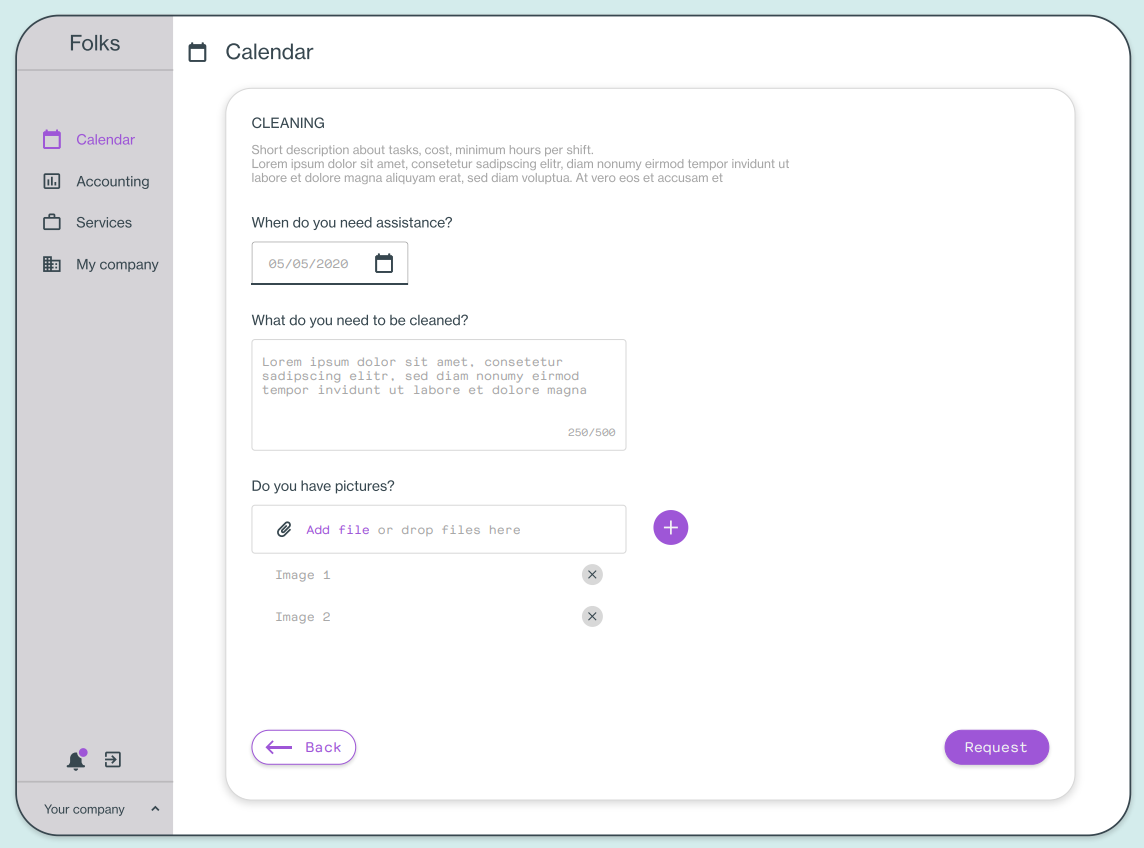 Folks
Calendar
Calendar
Accounting
Services
My company
CLEANING
Short description about tasks, cost, minimum hours per shift.
Lorem ipsum dolor sit amet, consetetur sadipscing elitr, diam nonumy eirmod tempor invidunt ut
labore et dolore magna aliquyam erat, sed diam voluptua. At vero eos et accusam et
When do you need assistance?
05/05/2020
What do you need to be cleaned?
Lorem ipsum dolor sit amet, consetetur
sadipscing elitr, sed diam nonumy eirmod
tempor invidunt ut labore et dolore magna
250/500
Do you have pictures?
Add file or drop files here
Image 1
Image 2
Back
Request
Your company